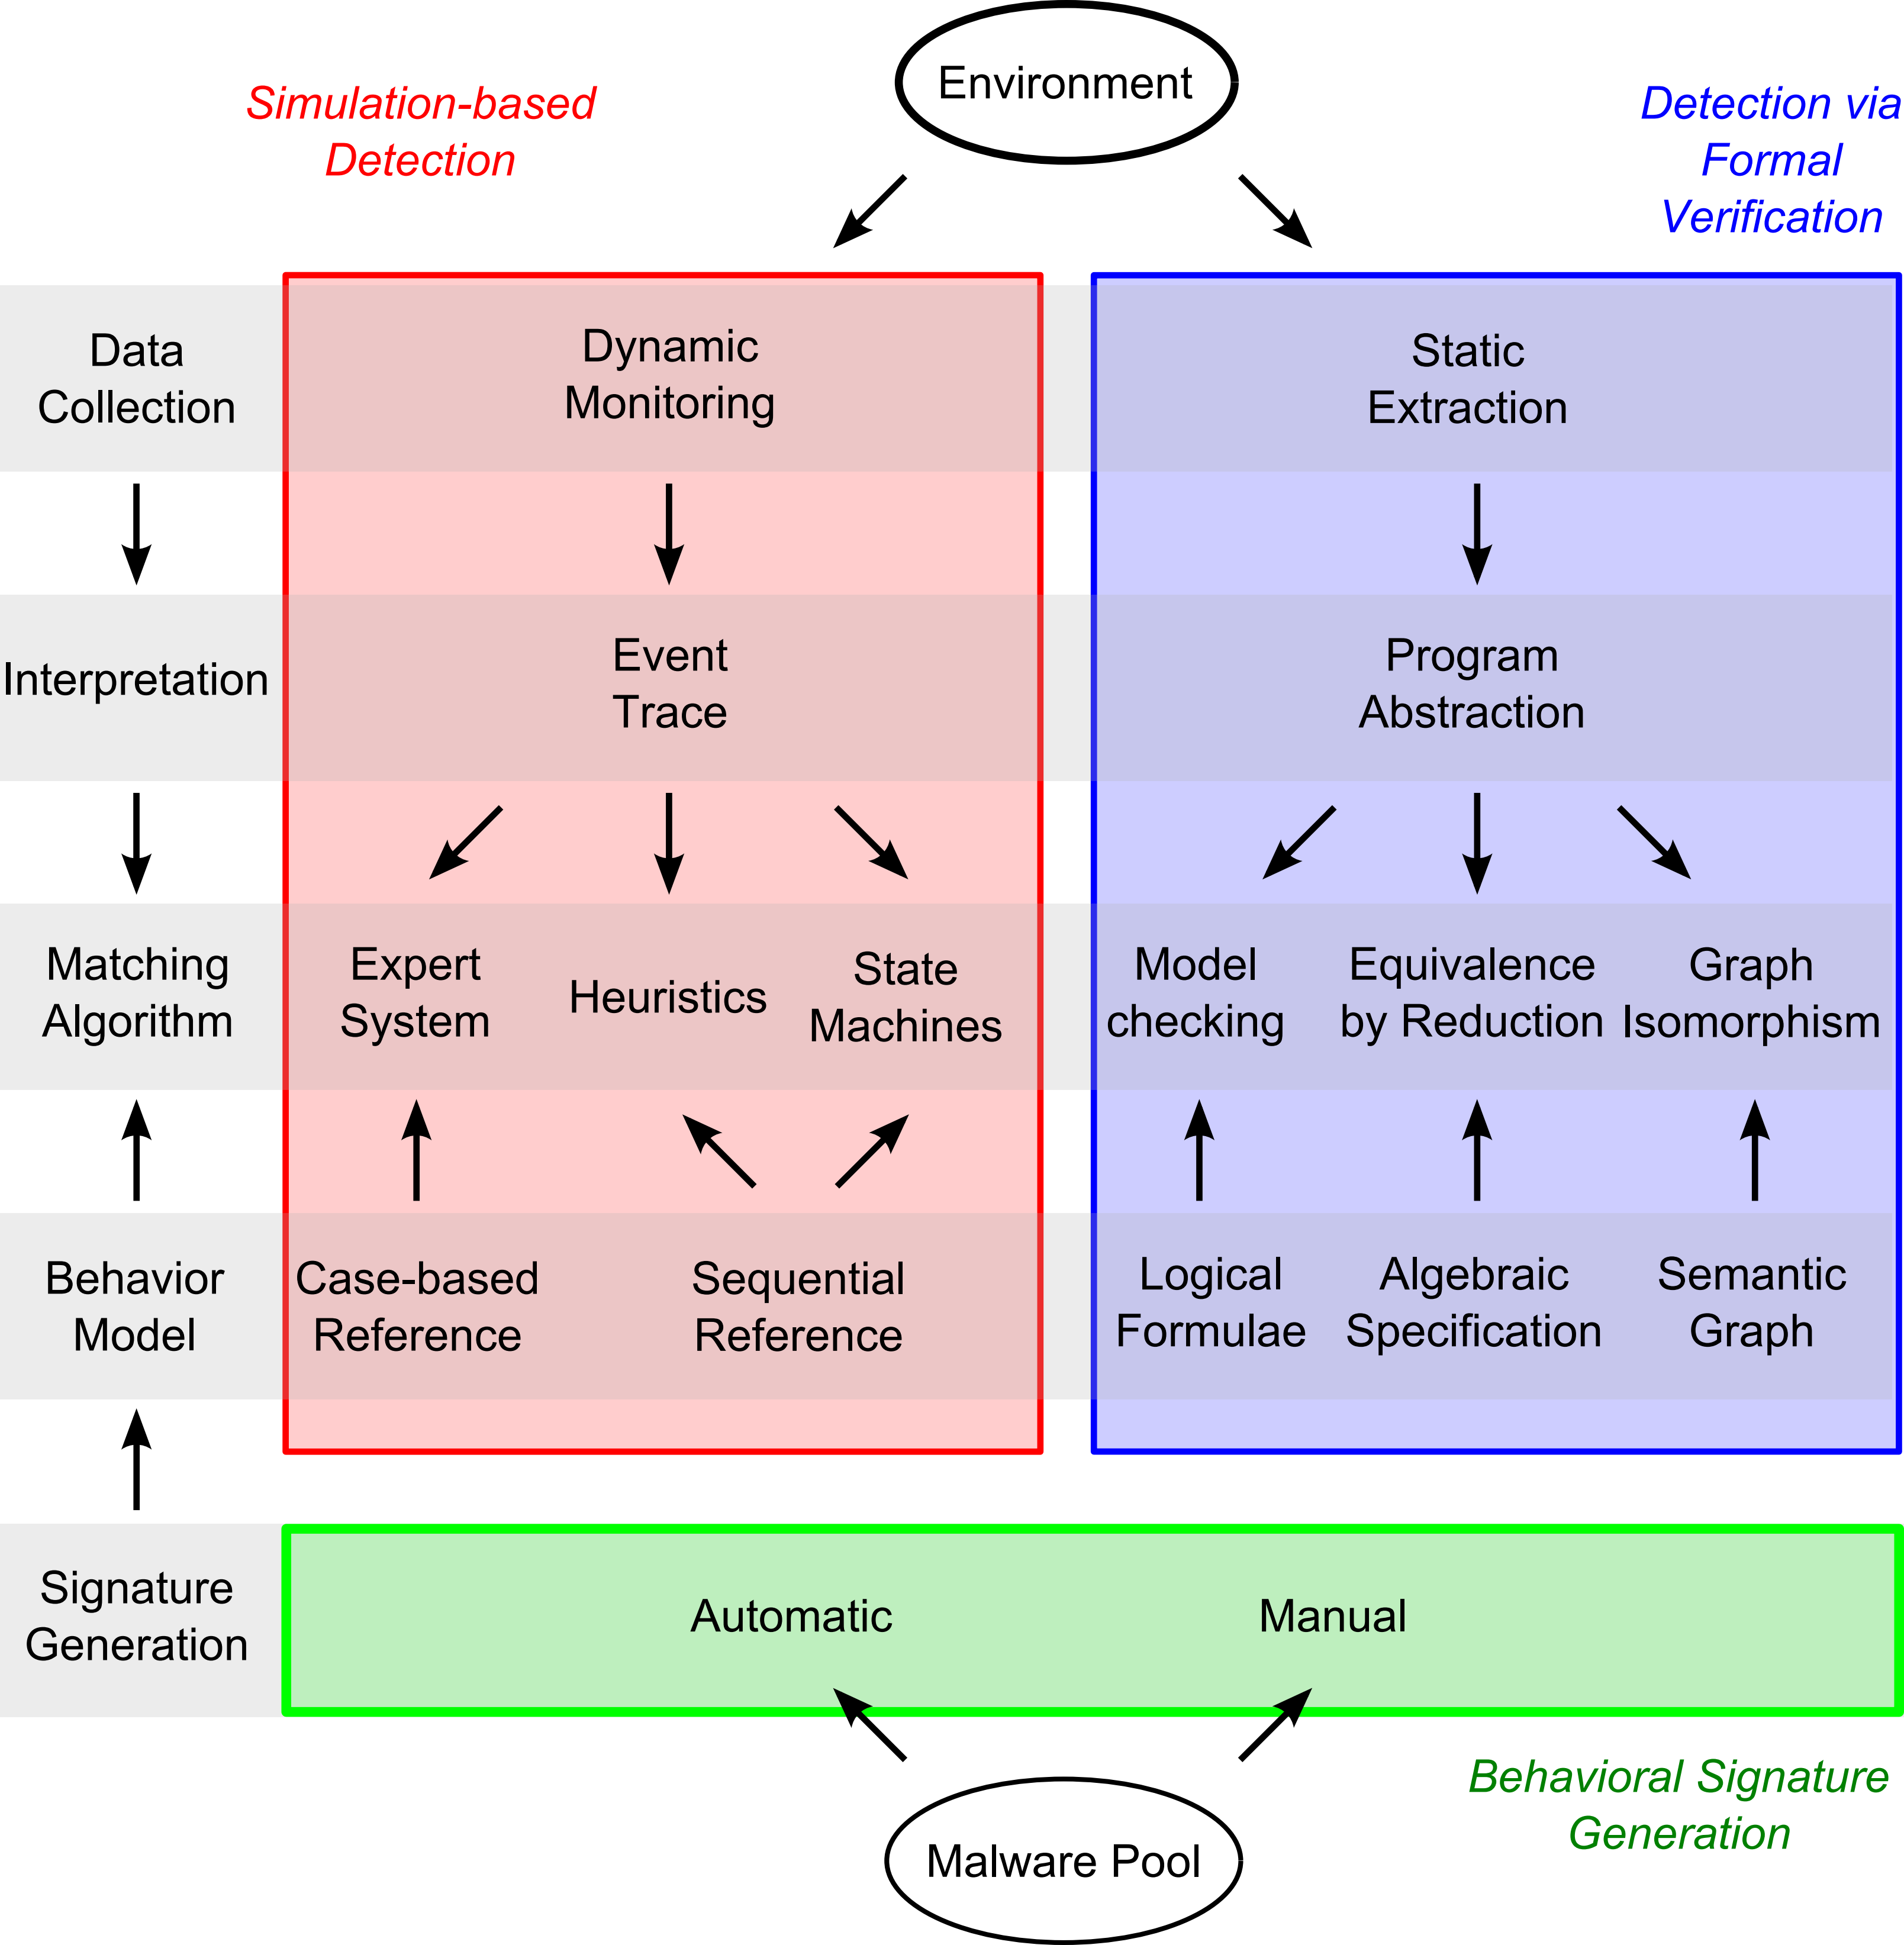 Environment
Simulation-based
Detection
Detection via
Formal
Verification
Data
Collection
Dynamic
Monitoring
Static
Extraction
Interpretation
Event
Trace
Program
Abstraction
Matching
Algorithm
Expert
System
Heuristics
State
Machines
Model
checking
Equivalence
by Reduction
Graph
Isomorphism
Behavior
Model
Case-based
Reference
Sequential
Reference
Logical
Formulae
Algebraic
Specification
Semantic
Graph
Signature
Generation
Automatic
Manual
Behavioral Signature
Generation
Malware Pool